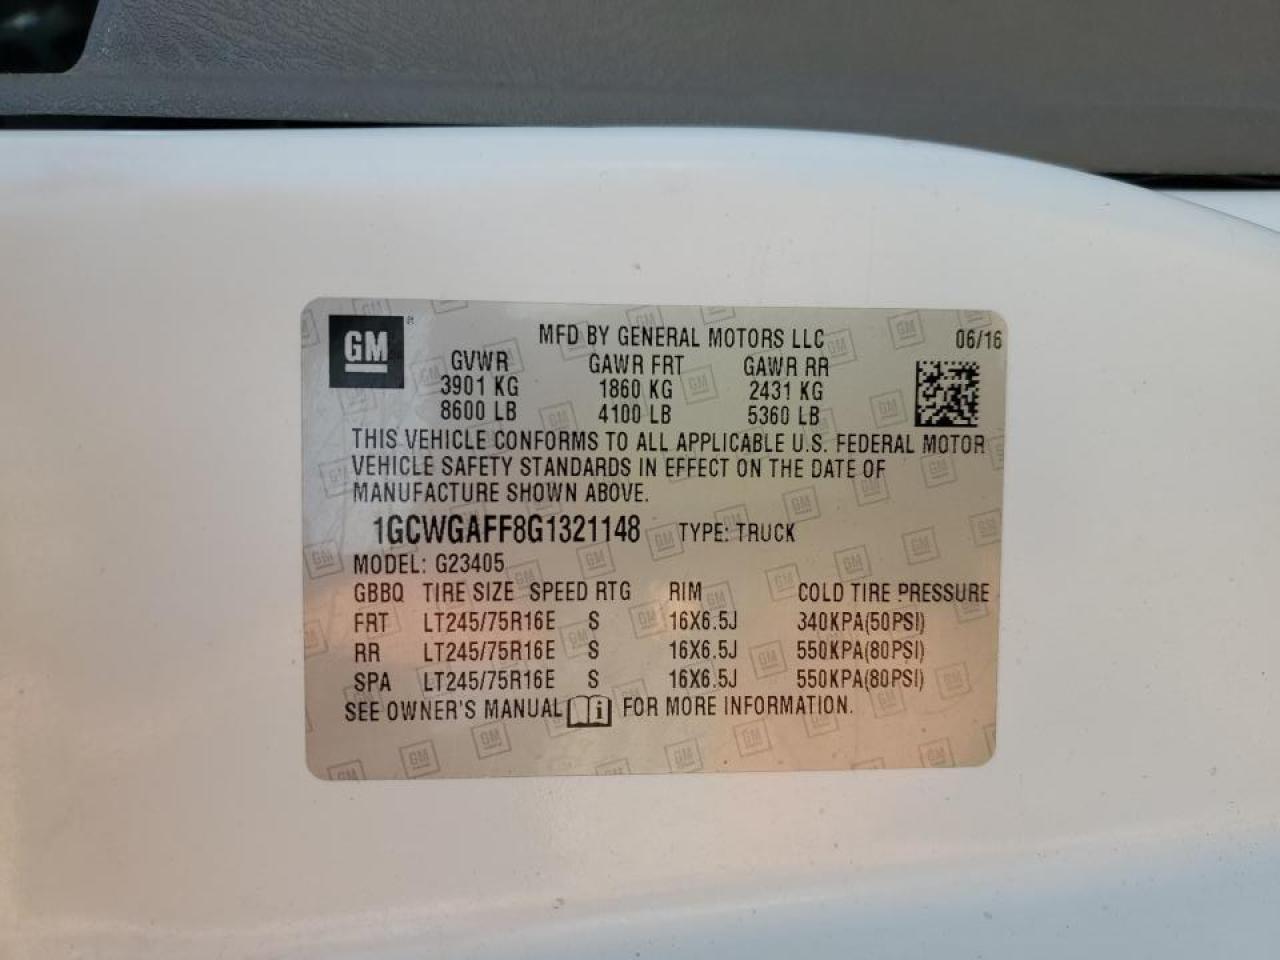 GM
MFD BY GENERAL MOTORS LLC 06/16
GVWR GAWR FRT GAWR RR
3901 KG 1860 KG 2431 KG
8600 LB 4100 LB 5360 LB
THIS VEHICLE CONFORMS TO ALL APPLICABLE U.S. FEDERAL MOTOR
VEHICLE SAFETY STANDARDS IN EFFECT ON THE DATE OF
MANUFACTURE SHOWN ABOVE.
1GCWGAFF8G1321148 TYPE: TRUCK
MODEL: G23405
GBBQ TIRE SIZE SPEED RTG RIM COLD TIRE PRESSURE
FRT LT245/75R16E S 16X6.5J 340KPA(50PSI)
RR LT245/75R16E S 16X6.5J 550KPA(80PSI)
SPA LT245/75R16E S 16X6.5J 550KPA(80PSI)
SEE OWNER'S MANUAL i FOR MORE INFORMATION.